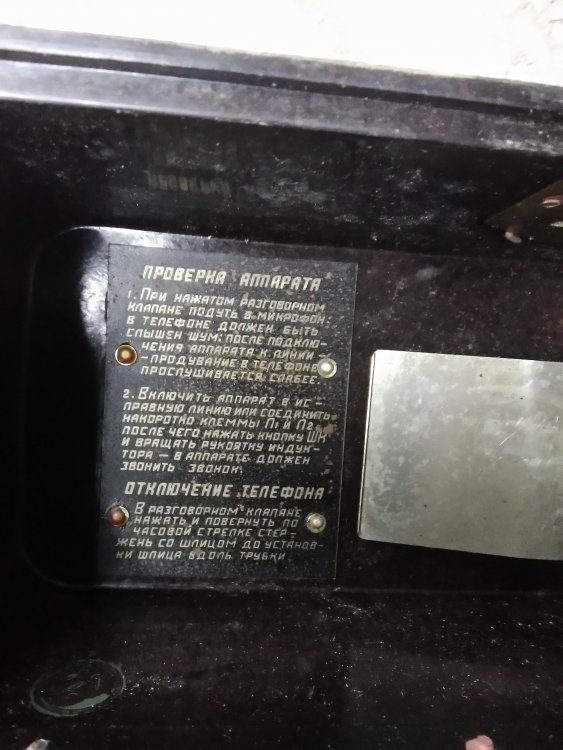 ПРОВЕРКА АППАРАТА
1. ПРИ НАЖАТОМ РАЗГОВОРНОМ
КЛАПАНЕ ПОДУТЬ В МИКРОФОН:
В ТЕЛЕФОНЕ ДОЛЖЕН БЫТЬ
СЛЫШЕН ШУМ; ПОСЛЕ ПОДКЛЮ-
ЧЕНИЯ АППАРАТА К ЛИНИИ -
-ПРОДУВАНИЕ В ТЕЛЕФОНЕ
ПРОСЛУШИВАЕТСЯ СЛАБЕЕ.
2. ВКЛЮЧИТЬ АППАРАТ В ИС-
ПРАВНУЮ ЛИНИЮ ИЛИ СОЕДИНИТЬ
НАКОРОТКО КЛЕММЫ Л1 И Л2,
ПОСЛЕ ЧЕГО НАЖАТЬ КНОПКУ ШК
И ВРАЩАТЬ РУКОЯТКУ ИНДУК-
ТОРА - В АППАРАТЕ ДОЛЖЕН
ЗВОНИТЬ ЗВОНОК.
ОТКЛЮЧЕНИЕ ТЕЛЕФОНА
В РАЗГОВОРНОМ КЛАПАНЕ
НАЖАТЬ И ПОВЕРНУТЬ ПО
ЧАСОВОЙ СТРЕЛКЕ СТЕР-
ЖЕНЬ СО ШЛИЦОМ ДО УСТАНОВ-
КИ ШЛИЦА ВДОЛЬ ТРУБКИ